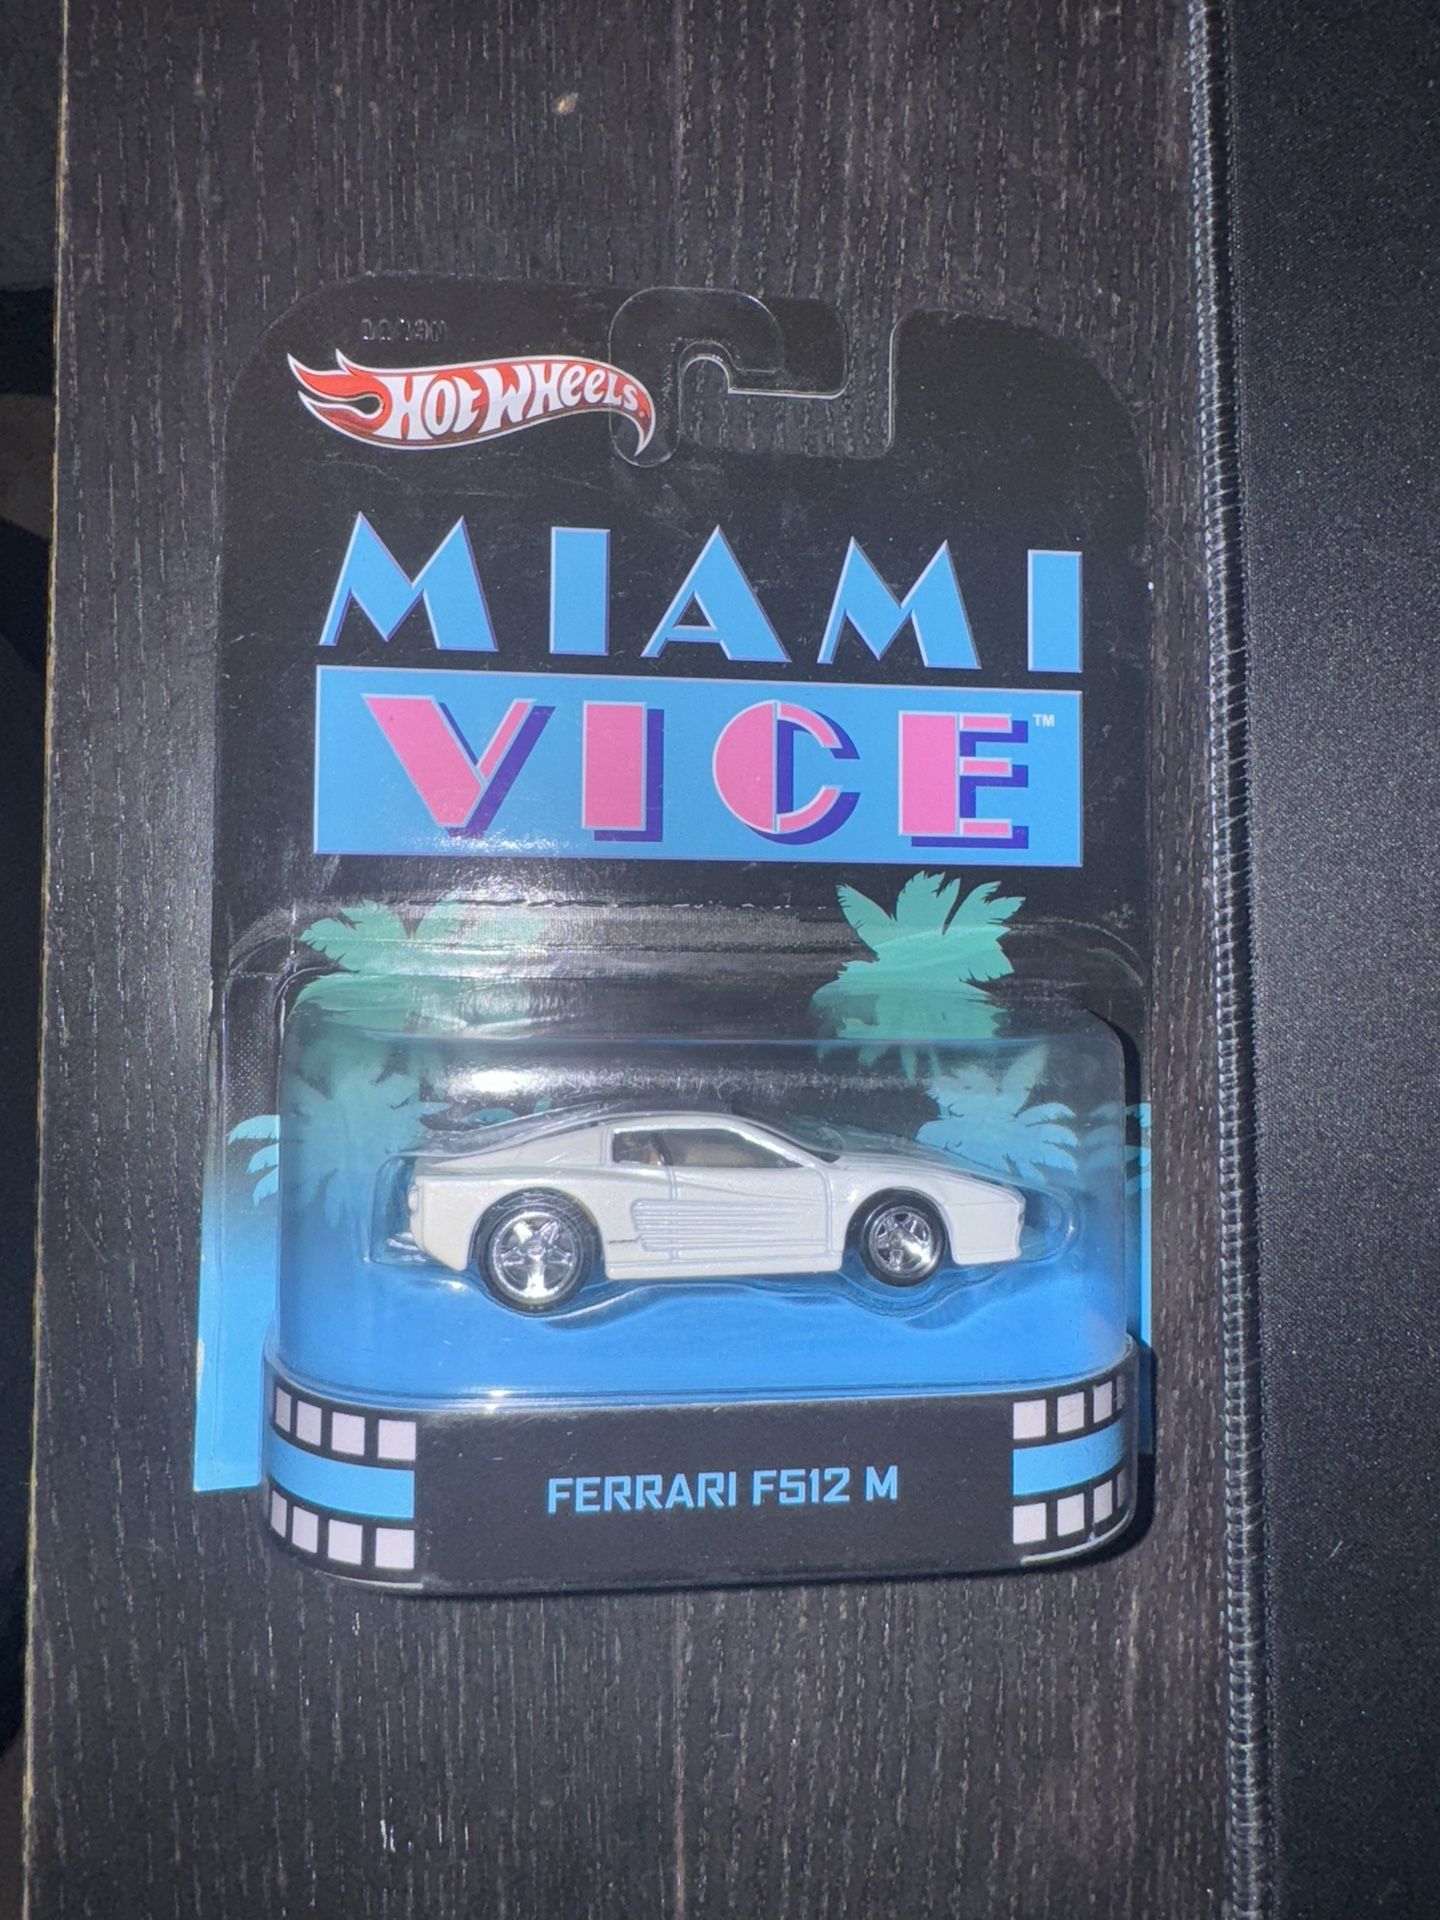 HOT WHEELS
MIAMI
VICE™
FERRARI F512 M